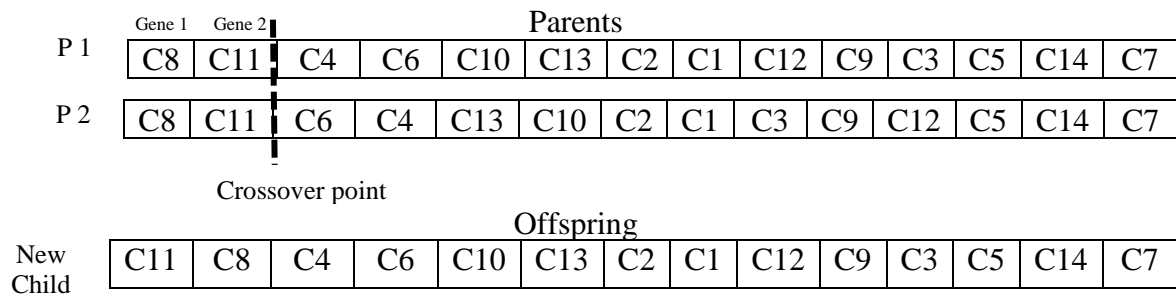 Gene 1 Gene 2 Parents
P 1 C8 C11 C4 C6 C10 C13 C2 C1 C12 C9 C3 C5 C14 C7
P 2 C8 C11 C6 C4 C13 C10 C2 C1 C3 C9 C12 C5 C14 C7
Crossover point
Offspring
New Child C11 C8 C4 C6 C10 C13 C2 C1 C12 C9 C3 C5 C14 C7